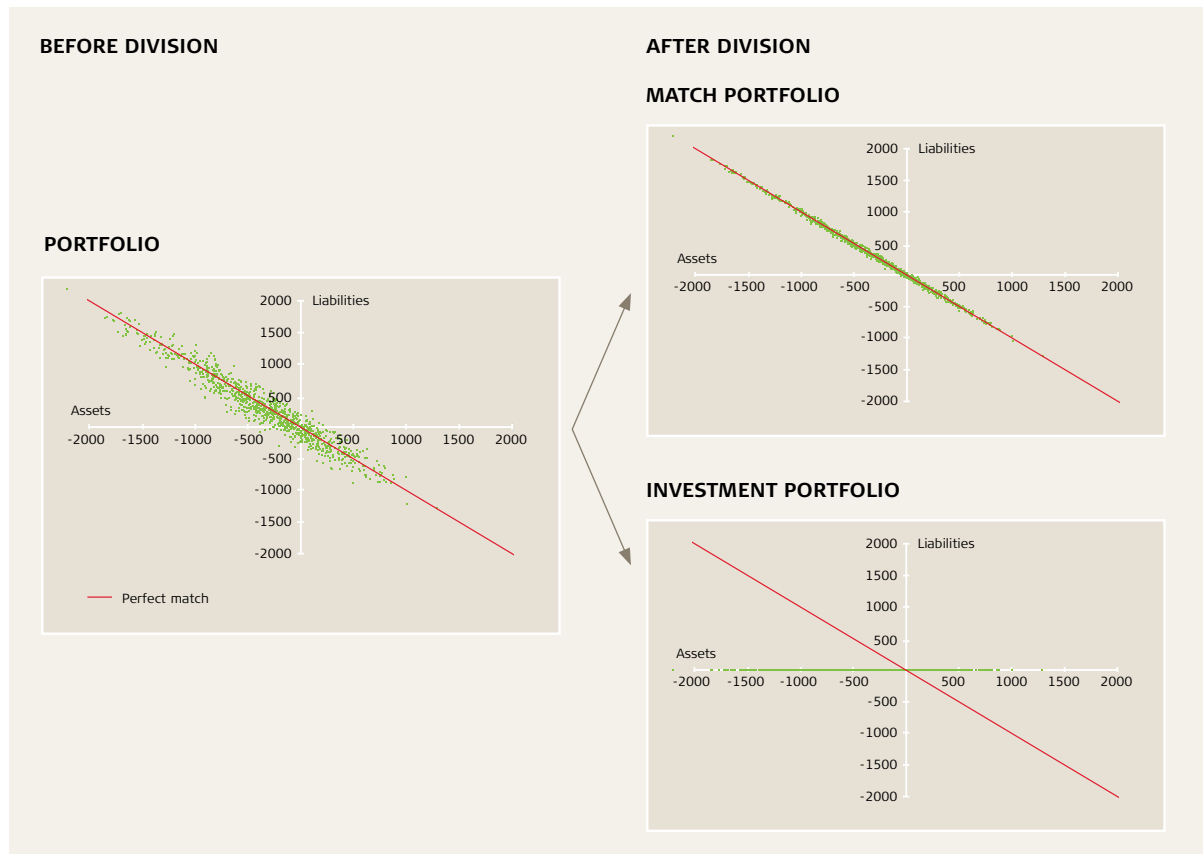 BEFORE DIVISION
AFTER DIVISION
MATCH PORTFOLIO
2000 Liabilities
1500
1000
500
Assets
-2000 -1500 -1000 -500 500 1000 1500 2000
-500
-1000
-1500
-2000
PORTFOLIO
2000 Liabilities
1500
1000
500
Assets
-2000 -1500 -1000 -500 500 1000 1500 2000
-500
-1000
-1500
-2000
Perfect match
INVESTMENT PORTFOLIO
2000 Liabilities
1500
1000
500
Assets
-2000 -1500 -1000 -500 500 1000 1500 2000
-500
-1000
-1500
-2000